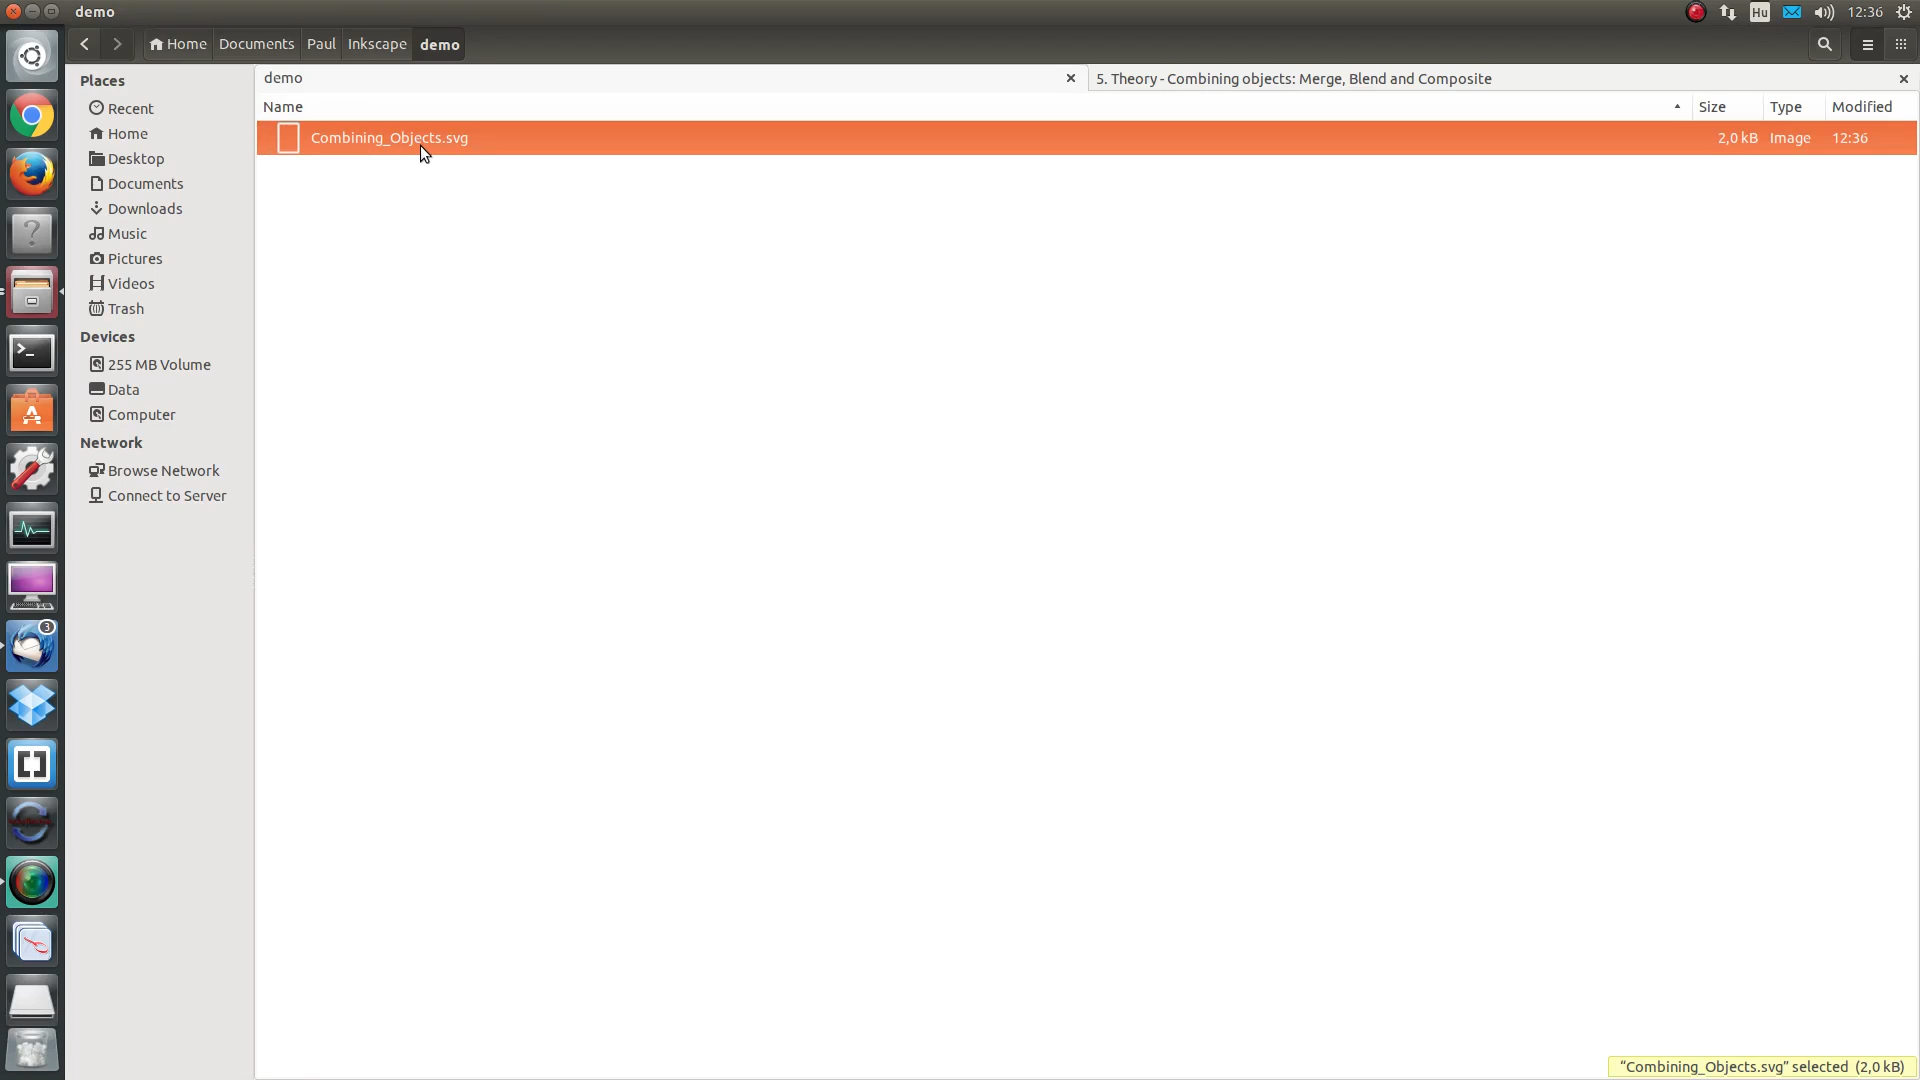 demo
Hu
12:36
Home
Documents
Paul
Inkscape
demo
Places
Recent
Home
Desktop
Documents
Downloads
Music
Pictures
Videos
Trash
Devices
255 MB Volume
Data
Computer
Network
Browse Network
Connect to Server
3
demo
5. Theory - Combining objects: Merge, Blend and Composite
Name
Size
Type
Modified
Combining_Objects.svg
2,0 kB
Image
12:36
“Combining_Objects.svg” selected (2,0 kB)